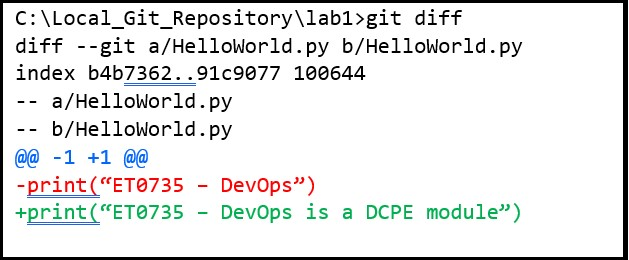 C:\Local_Git_Repository\lab1>git diff
diff --git a/HelloWorld.py b/HelloWorld.py
index b4b7362..91c9077 100644
-- a/HelloWorld.py
-- b/HelloWorld.py
@@ -1 +1 @@
-print(“ET0735 – DevOps”)
+print(“ET0735 – DevOps is a DCPE module”)